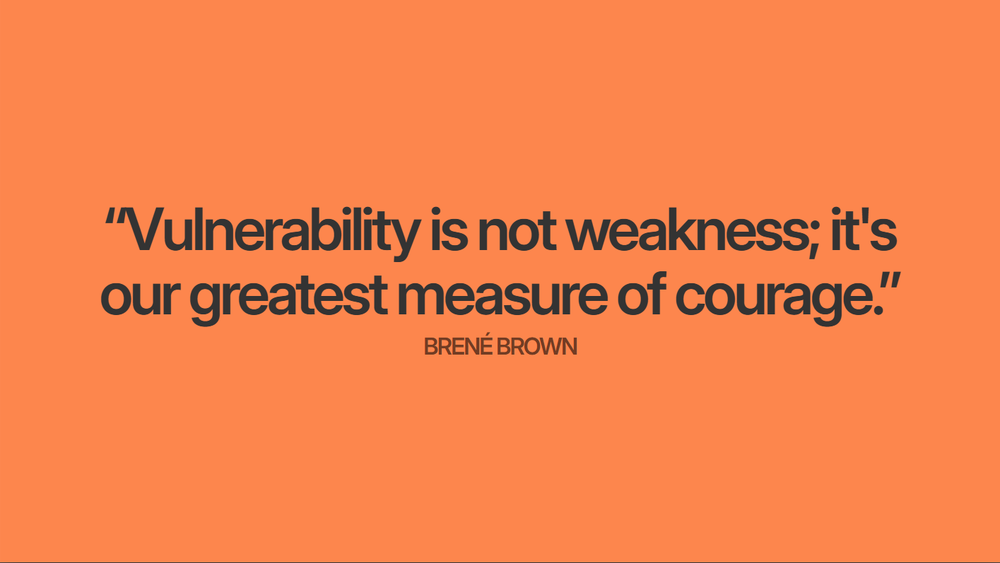 “Vulnerability is not weakness; it's
our greatest measure of courage.”
BRENÉ BROWN